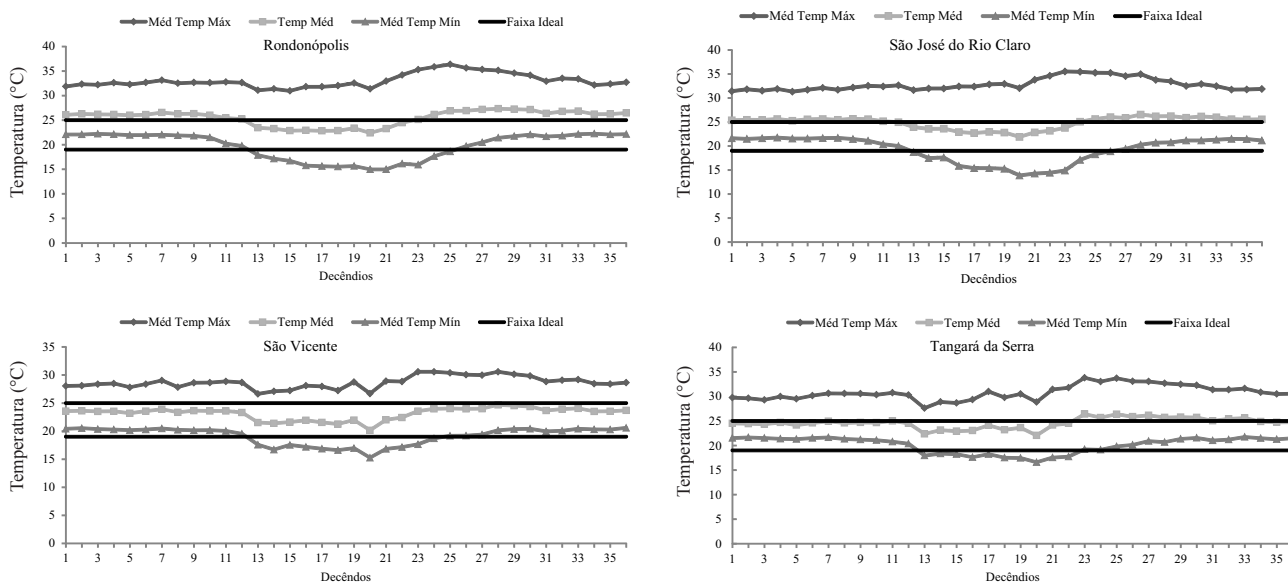 Méd Temp Máx Temp Méd Méd Temp Mín Faixa Ideal
Rondonópolis
Temperatura (°C)
40
35
30
25
20
15
10
5
0
1 3 5 7 9 11 13 15 17 19 21 23 25 27 29 31 33 35
Decêndios
Méd Temp Máx Temp Méd Méd Temp Mín Faixa Ideal
São José do Rio Claro
Temperatura (°C)
40
35
30
25
20
15
10
5
0
1 3 5 7 9 11 13 15 17 19 21 23 25 27 29 31 33 35
Decêndios
Méd Temp Máx Temp Méd Méd Temp Mín Faixa Ideal
São Vicente
Temperatura (°C)
35
30
25
20
15
10
5
0
1 3 5 7 9 11 13 15 17 19 21 23 25 27 29 31 33 35
Decêndos
Méd Temp Máx Temp Méd Méd Temp Mín Faixa Ideal
Tangará da Serra
Temperatura (°C)
40
35
30
25
20
15
10
5
0
1 3 5 7 9 11 13 15 17 19 21 23 25 27 29 31 33 35
Decêndios